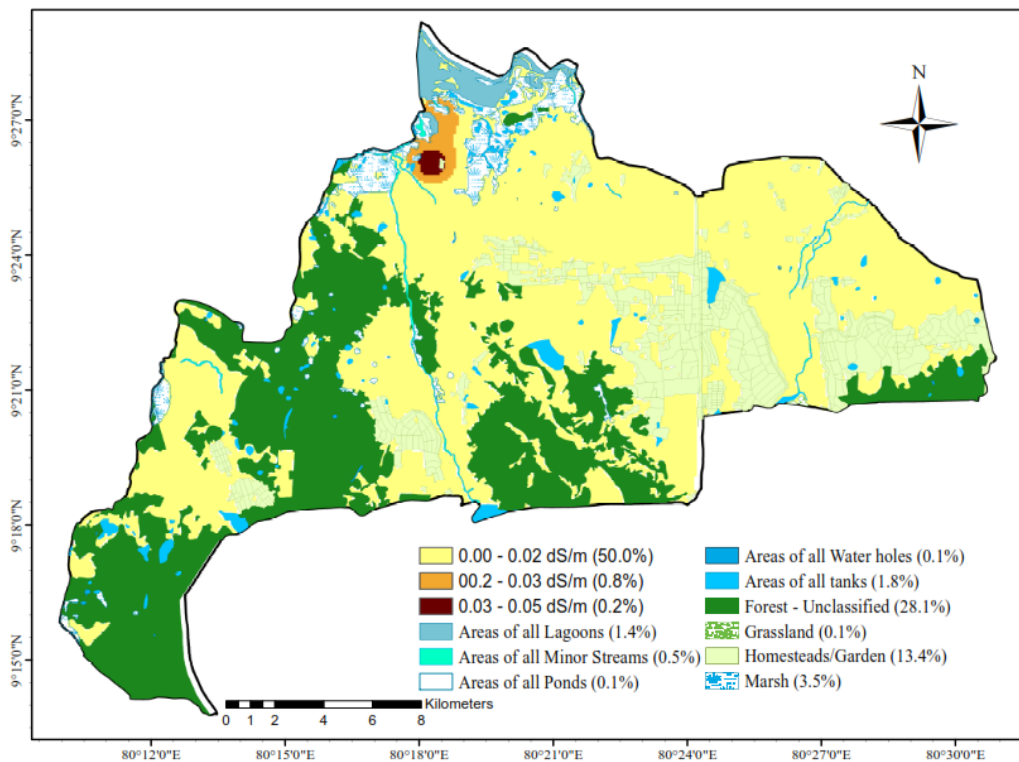 N
9°27'0"N
9°24'0"N
9°21'0"N
9°18'0"N
9°15'0"N
0.00 - 0.02 dS/m (50.0%)
00.2 - 0.03 dS/m (0.8%)
0.03 - 0.05 dS/m (0.2%)
Areas of all Lagoons (1.4%)
Areas of all Minor Streams (0.5%)
Areas of all Ponds (0.1%)
Areas of all Water holes (0.1%)
Areas of all tanks (1.8%)
Forest - Unclassified (28.1%)
Grassland (0.1%)
Homesteads/Garden (13.4%)
Marsh (3.5%)
Kilometers
0 1 2 4 6 8
80°12'0"E 80°15'0"E 80°18'0"E 80°21'0"E 80°24'0"E 80°27'0"E 80°30'0"E